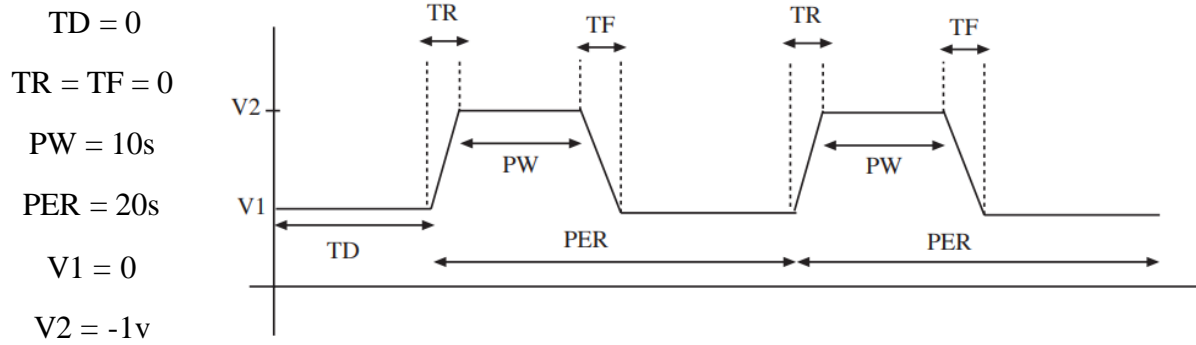 TD = 0
TR = TF = 0
PW = 10s
PER = 20s
V1 = 0
V2 = -1v
TR
TF
TR
TF
V2
PW
PW
V1
TD
PER
PER